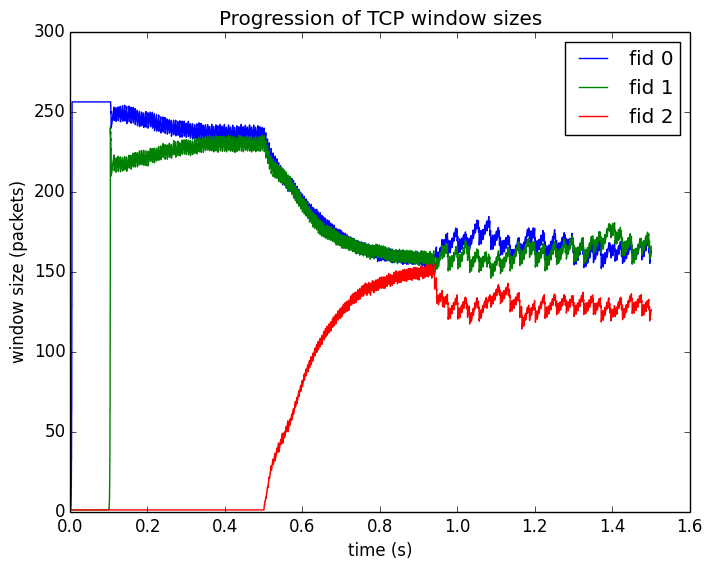 Progression of TCP window sizes
fid 0
fid 1
fid 2
window size (packets)
300
250
200
150
100
50
0
0.0 0.2 0.4 0.6 0.8 1.0 1.2 1.4 1.6
time (s)